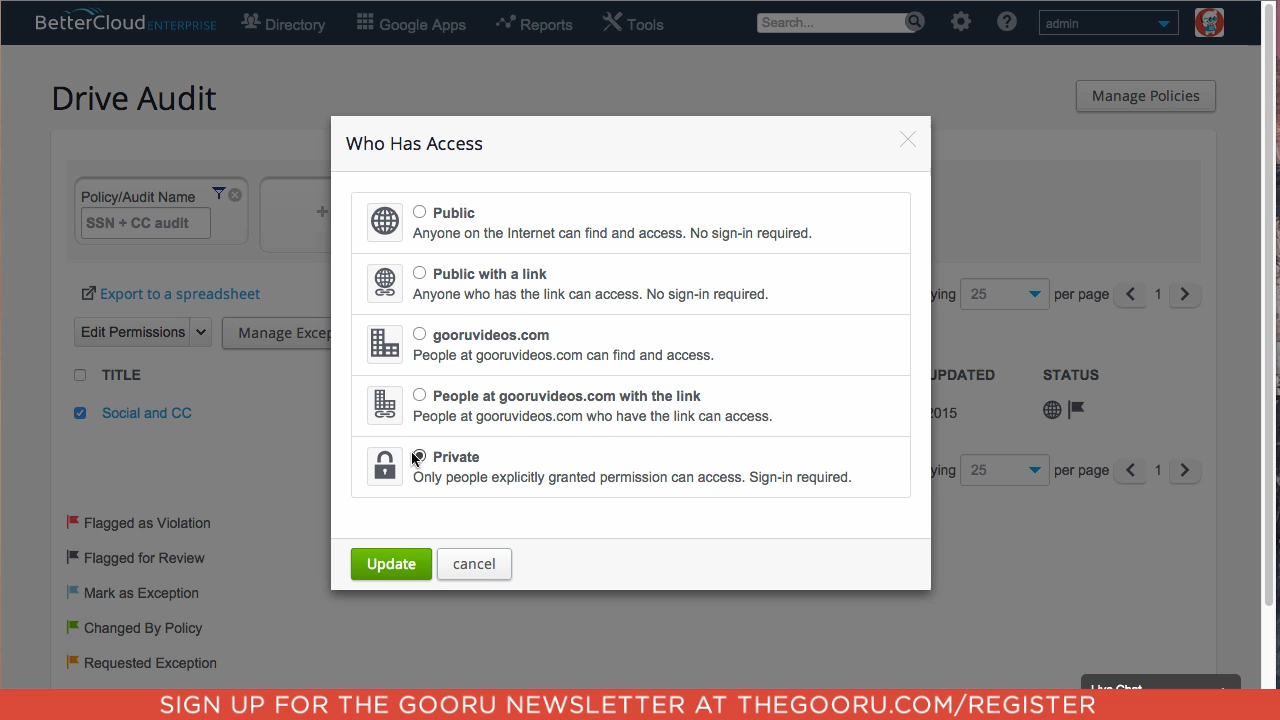 BetterCloud ENTERPRISE Directory Google Apps Reports Tools Search... admin
Drive Audit
Manage Policies
Who Has Access
Policy/Audit Name
SSN + CC audit
+
Public
Anyone on the Internet can find and access. No sign-in required.
Public with a link
Anyone who has the link can access. No sign-in required.
gooruvideos.com
People at gooruvideos.com can find and access.
People at gooruvideos.com with the link
People at gooruvideos.com who have the link can access.
Private
Only people explicitly granted permission can access. Sign-in required.
Update cancel
Export to a spreadsheet
ying 25 per page 1
Edit Permissions Manage Excep
TITLE UPDATED STATUS
Social and CC 2015
ying 25 per page 1
Flagged as Violation
Flagged for Review
Mark as Exception
Changed By Policy
Requested Exception
Live Chat
SIGN UP FOR THE GOORU NEWSLETTER AT THEGOORU.COM/REGISTER